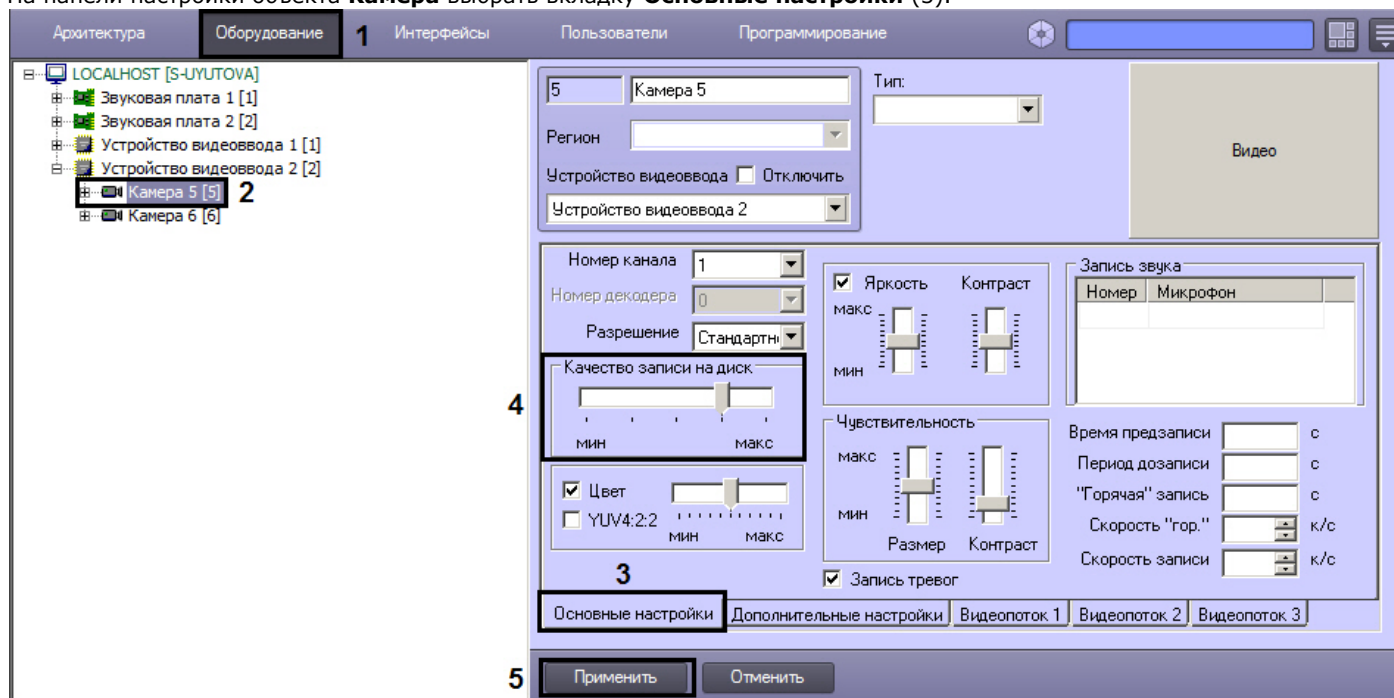 На панели настройки объекта Камера выбрать вкладку Основные настройки (3).
Архитектура Оборудование 1 Интерфейсы Пользователи Программирование
LOCALHOST [S-UYUTOVA]
Звуковая плата 1 [1]
Звуковая плата 2 [2]
Устройство видеоввода 1 [1]
Устройство видеоввода 2 [2]
Камера 5 [5] 2
Камера 6 [6]
5 Камера 5
Тип:
Регион
Устройство видеоввода Отключить
Устройство видеоввода 2
Видео
Номер канала 1
Номер декодера 0
Разрешение Стандартн
4
Качество записи на диск
мин макс
Цвет
YUV4:2:2
мин макс
3
Яркость Контраст
макс
мин
Чувствительность
макс
мин
Размер Контраст
Запись тревог
Запись звука
Номер Микрофон
Время предзаписи с
Период дозаписи с
"Горячая" запись с
Скорость "гор." к/с
Скорость записи к/с
Основные настройки Дополнительные настройки Видеопоток 1 Видеопоток 2 Видеопоток 3
5 Применить Отменить